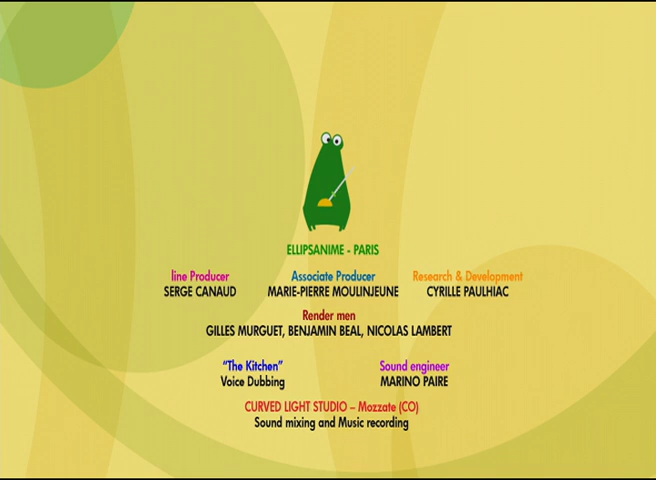 ELLIPSANIME - PARIS
line Producer Associate Producer Research & Development
SERGE CANAUD MARIE-PIERRE MOULINJEUNE CYRILLE PAULHIAC
Render men
GILLES MURGUET, BENJAMIN BEAL, NICOLAS LAMBERT
“The Kitchen” Sound engineer
Voice Dubbing MARINO PAIRE
CURVED LIGHT STUDIO – Mozzate (CO)
Sound mixing and Music recording